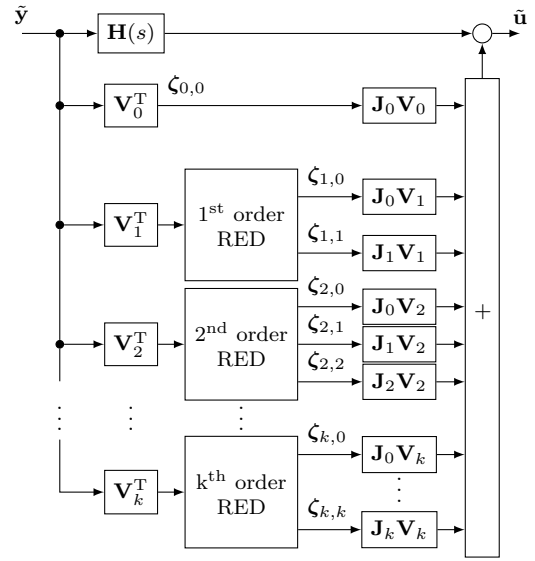 ỹ H(s) ũ
V₀ᵀ ζ₀,₀ J₀V₀
V₁ᵀ 1ˢᵗ order RED ζ₁,₀ J₀V₁
ζ₁,₁ J₁V₁
V₂ᵀ 2ⁿᵈ order RED ζ₂,₀ J₀V₂
ζ₂,₁ J₁V₂
ζ₂,₂ J₂V₂
+
Vₖᵀ kᵗʰ order RED ζₖ,₀ J₀Vₖ
ζₖ,ₖ JₖVₖ